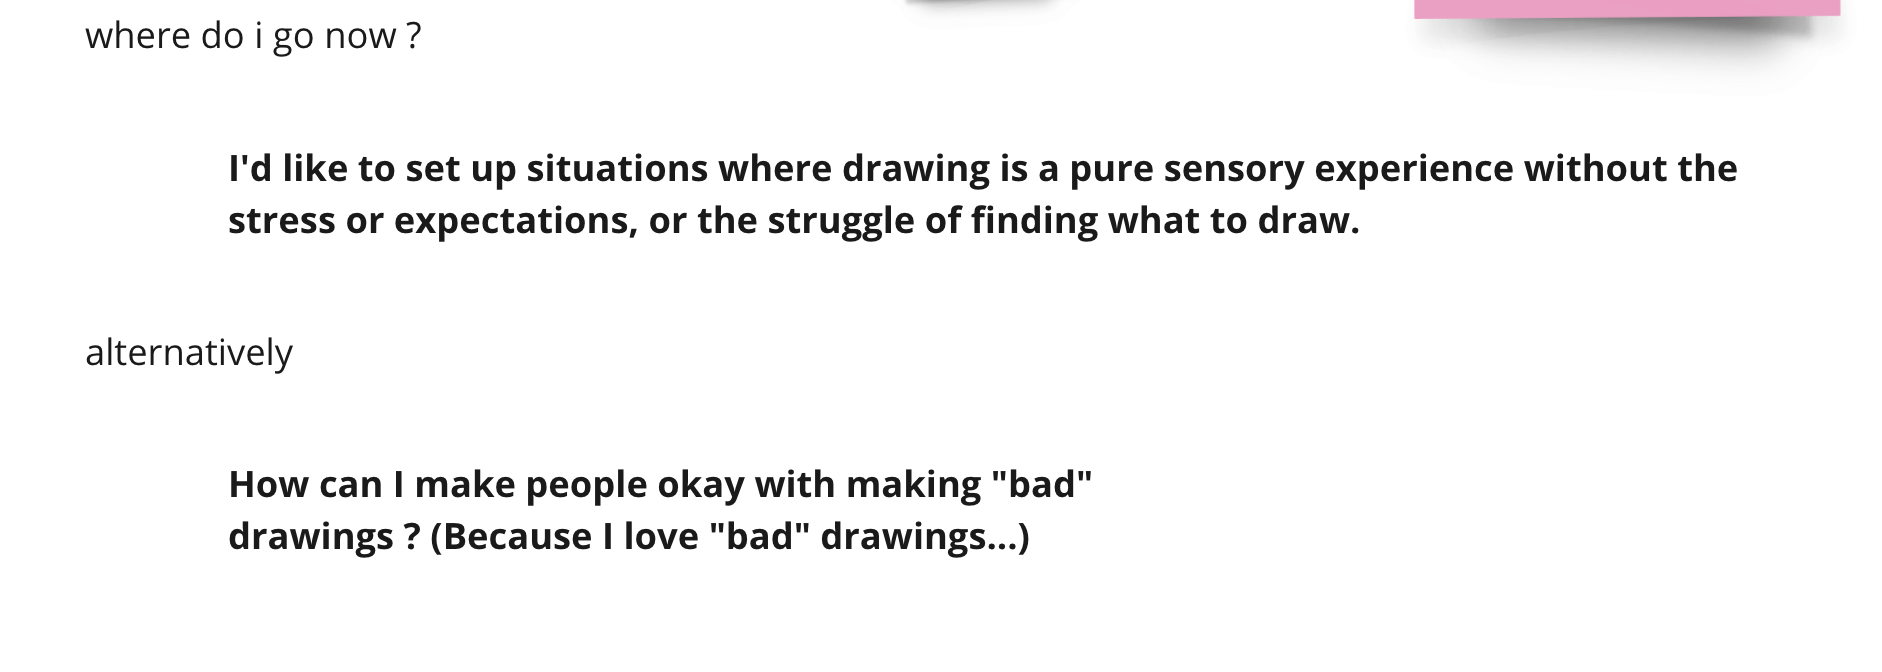 where do i go now ?
I'd like to set up situations where drawing is a pure sensory experience without the
stress or expectations, or the struggle of finding what to draw.
alternatively
How can I make people okay with making "bad"
drawings ? (Because I love "bad" drawings...)